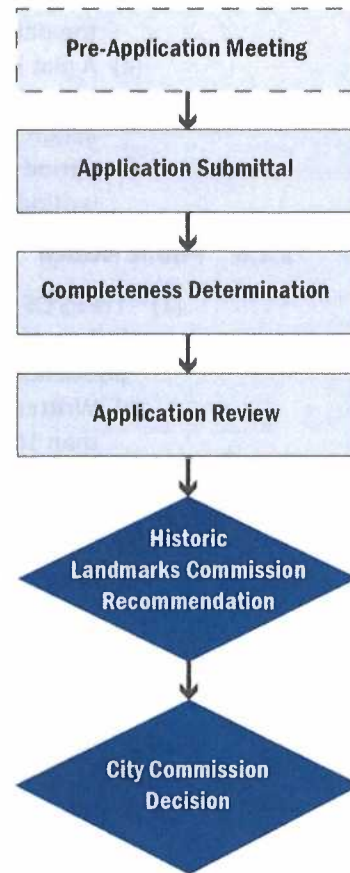 Pre-Application Meeting
Application Submittal
Completeness Determination
Application Review
Historic
Landmarks Commission
Recommendation
City Commission
Decision